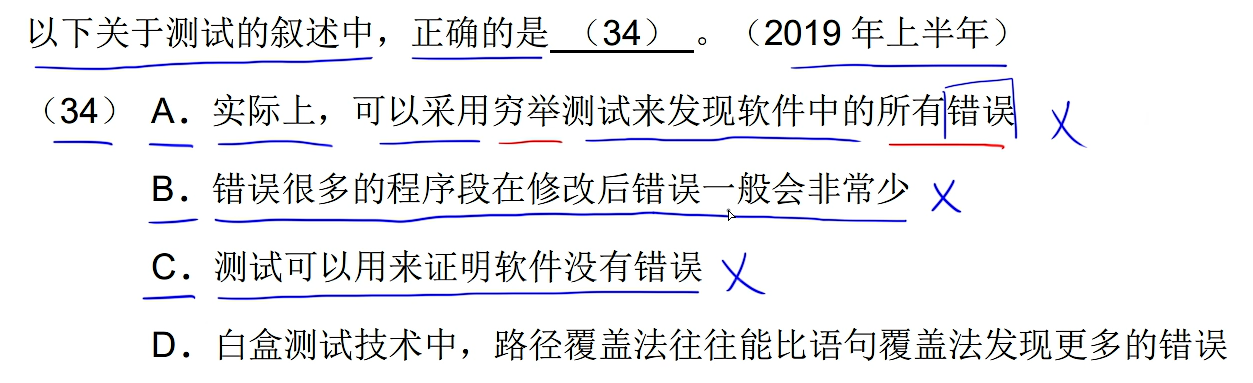 以下关于测试的叙述中，正确的是 （34） 。（2019 年上半年）
（34） A．实际上，可以采用穷举测试来发现软件中的所有错误 ×
B．错误很多的程序段在修改后错误一般会非常少 ×
C．测试可以用来证明软件没有错误 ×
D．白盒测试技术中，路径覆盖法往往能比语句覆盖法发现更多的错误